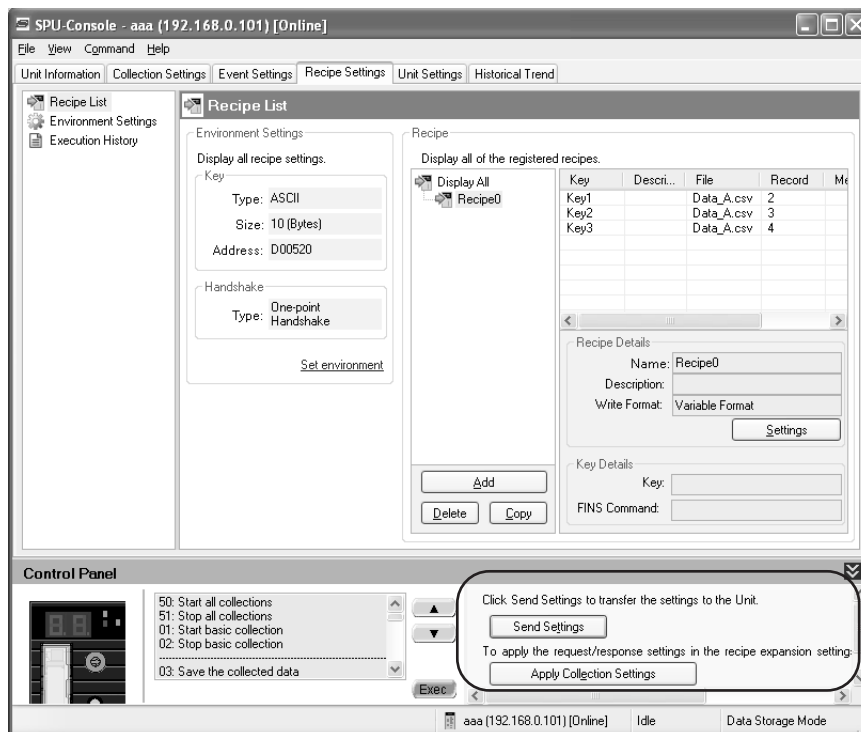 SPU-Console - aaa (192.168.0.101) [Online]
File View Command Help
Unit Information Collection Settings Event Settings Recipe Settings Unit Settings Historical Trend
Recipe List
Environment Settings
Execution History
Recipe List
Environment Settings
Display all recipe settings.
Key
Type: ASCII
Size: 10 (Bytes)
Address: D00520
Handshake
Type: One-point
Handshake
Set environment
Recipe
Display all of the registered recipes.
Display All
Recipe0
Add
Delete Copy
Key Descri... File Record Me
Key1 Data_A.csv 2
Key2 Data_A.csv 3
Key3 Data_A.csv 4
Recipe Details
Name: Recipe0
Description:
Write Format: Variable Format
Settings
Key Details
Key:
FINS Command:
Control Panel
50: Start all collections
51: Stop all collections
01: Start basic collection
02: Stop basic collection
03: Save the collected data
Exec
Click Send Settings to transfer the settings to the Unit.
Send Settings
To apply the request/response settings in the recipe expansion setting
Apply Collection Settings
aaa (192.168.0.101) [Online] Idle Data Storage Mode